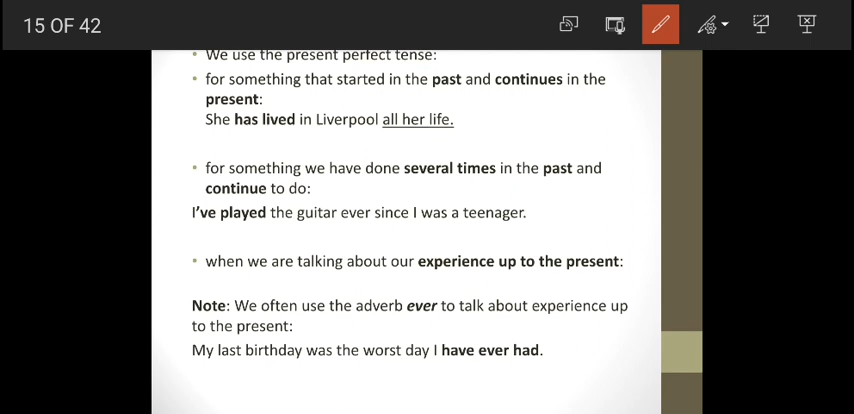 15 OF 42
• We use the present perfect tense:
• for something that started in the past and continues in the
present:
She has lived in Liverpool all her life.
• for something we have done several times in the past and
continue to do:
I've played the guitar ever since I was a teenager.
• when we are talking about our experience up to the present:
Note: We often use the adverb ever to talk about experience up
to the present:
My last birthday was the worst day I have ever had.